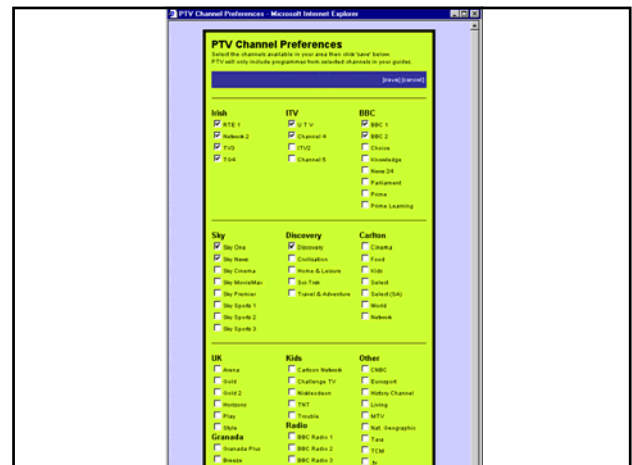 PTV Channel Preferences - Microsoft Internet Explorer
PTV Channel Preferences
Select the channels available in your area then click 'save' below.
PTV will only include programmes from selected channels in your guides.
[save] [cancel]
Irish
RTE 1
Network 2
TV3
TG4
ITV
U T V
Channel 4
ITV2
Channel 5
BBC
BBC 1
BBC 2
Choice
Knowledge
News 24
Parliament
Prime
Prime Learning
Sky
Sky One
Sky News
Sky Cinema
Sky MovieMax
Sky Premier
Sky Sports 1
Sky Sports 2
Sky Sports 3
Discovery
Discovery
Civilisation
Home & Leisure
Sci-Trek
Travel & Adventure
Carlton
Cinema
Food
Kids
Select
Select (SA)
World
Network
UK
Arena
Gold
Gold 2
Horizons
Play
Style
Granada
Granada Plus
Breeze
Kids
Cartoon Network
Challenge TV
Nickleodeon
TNT
Trouble
Radio
BBC Radio 1
BBC Radio 2
BBC Radio 3
Other
CNBC
Eurosport
History Channel
Living
MTV
Nat. Geographic
Tara
TCM